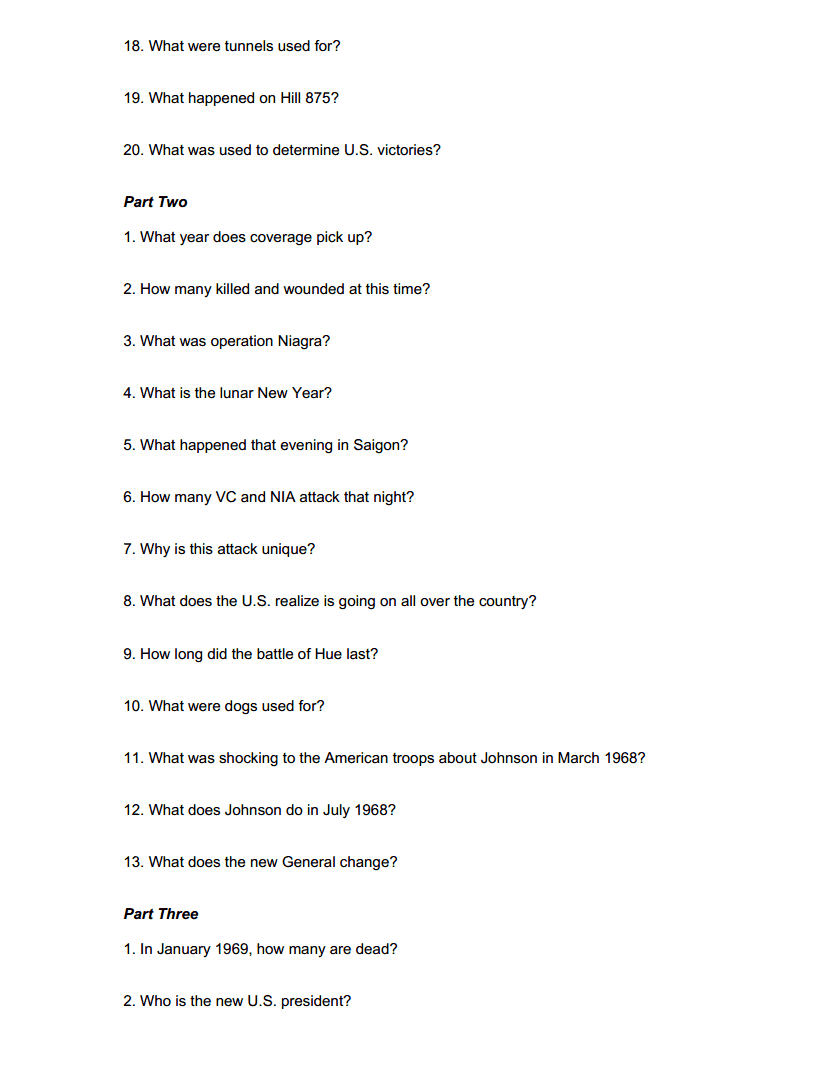 18. What were tunnels used for?
19. What happened on Hill 875?
20. What was used to determine U.S. victories?
Part Two
1. What year does coverage pick up?
2. How many killed and wounded at this time?
3. What was operation Niagra?
4. What is the lunar New Year?
5. What happened that evening in Saigon?
6. How many VC and NIA attack that night?
7. Why is this attack unique?
8. What does the U.S. realize is going on all over the country?
9. How long did the battle of Hue last?
10. What were dogs used for?
11. What was shocking to the American troops about Johnson in March 1968?
12. What does Johnson do in July 1968?
13. What does the new General change?
Part Three
1. In January 1969, how many are dead?
2. Who is the new U.S. president?